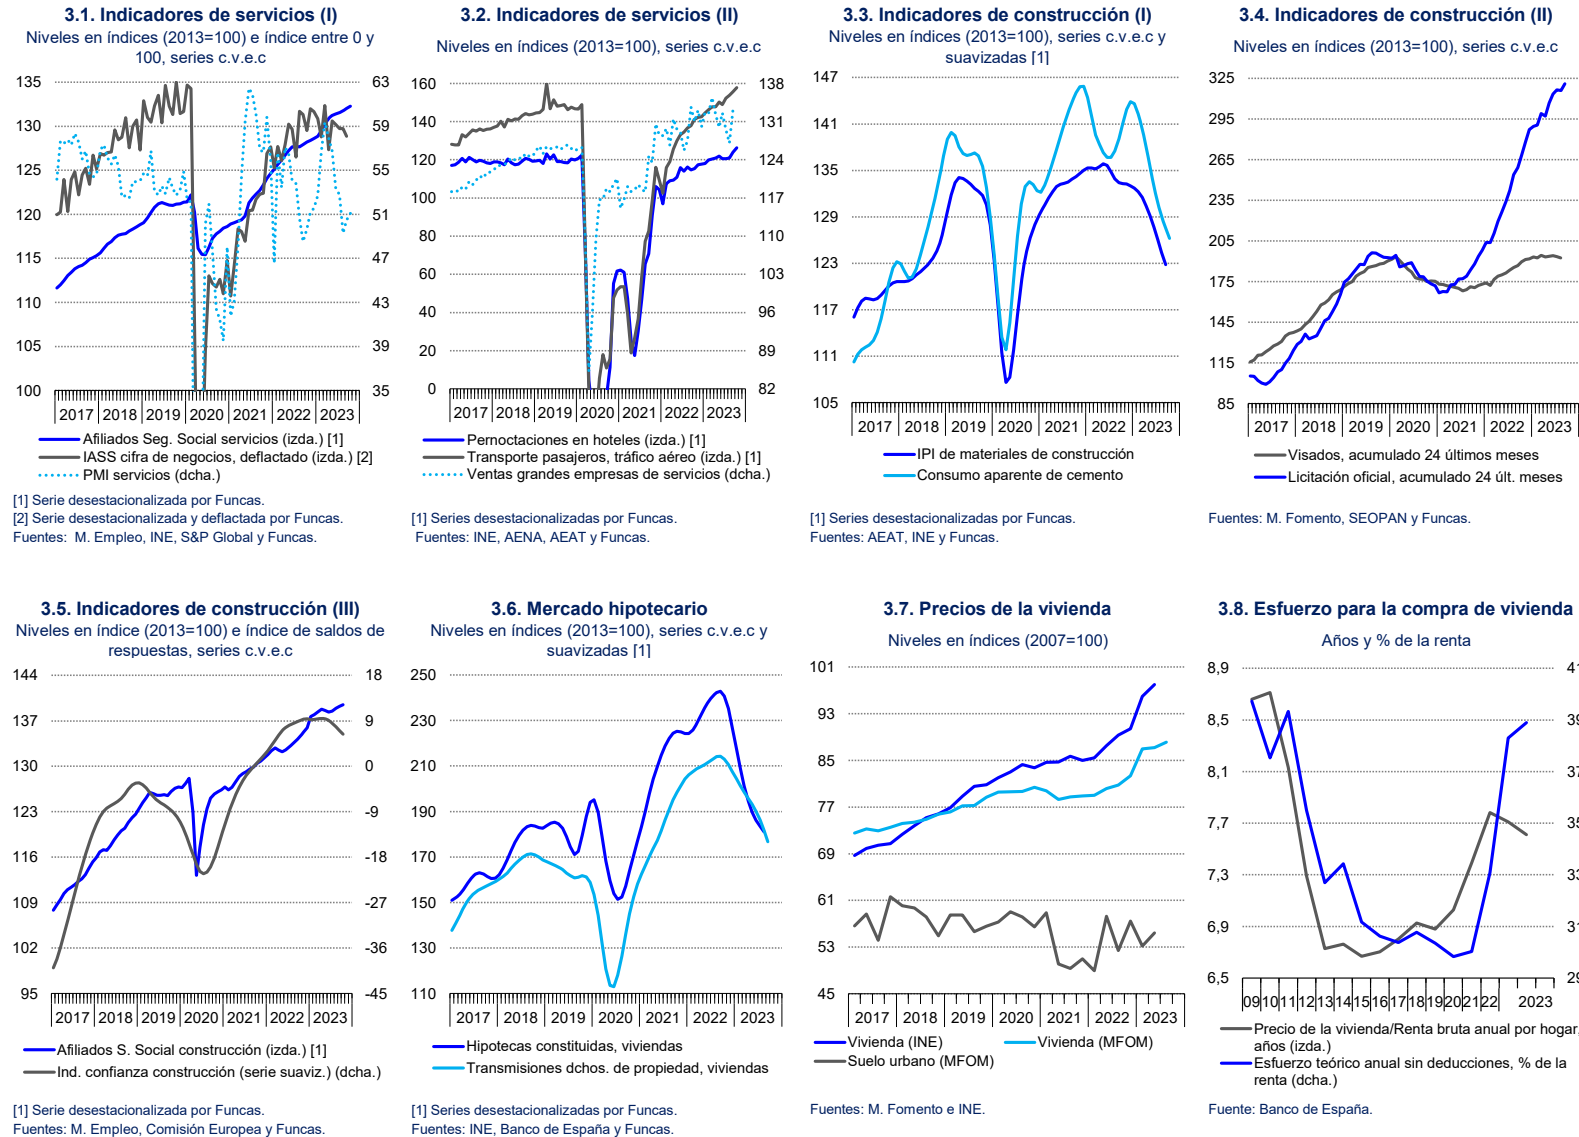 3.1. Indicadores de servicios (I)
Niveles en índices (2013=100) e índice entre 0 y
100, series c.v.e.c
135
130
125
120
115
110
105
100
63
59
55
51
47
43
39
35
2017 2018 2019 2020 2021 2022 2023
Afiliados Seg. Social servicios (izda.) [1]
IASS cifra de negocios, deflactado (izda.) [2]
PMI servicios (dcha.)
[1] Serie desestacionalizada por Funcas.
[2] Serie desestacionalizada y deflactada por Funcas.
Fuentes: M. Empleo, INE, S&P Global y Funcas.
3.2. Indicadores de servicios (II)
Niveles en índices (2013=100), series c.v.e.c
160
140
120
100
80
60
40
20
0
138
131
124
117
110
103
96
89
82
2017 2018 2019 2020 2021 2022 2023
Pernoctaciones en hoteles (izda.) [1]
Transporte pasajeros, tráfico aéreo (izda.) [1]
Ventas grandes empresas de servicios (dcha.)
[1] Series desestacionalizadas por Funcas.
Fuentes: INE, AENA, AEAT y Funcas.
3.3. Indicadores de construcción (I)
Niveles en índices (2013=100), series c.v.e.c y
suavizadas [1]
147
141
135
129
123
117
111
105
2017 2018 2019 2020 2021 2022 2023
IPI de materiales de construcción
Consumo aparente de cemento
[1] Series desestacionalizadas por Funcas.
Fuentes: AEAT, INE y Funcas.
3.4. Indicadores de construcción (II)
Niveles en índices (2013=100), series c.v.e.c
325
295
265
235
205
175
145
115
85
2017 2018 2019 2020 2021 2022 2023
Visados, acumulado 24 últimos meses
Licitación oficial, acumulado 24 últ. meses
Fuentes: M. Fomento, SEOPAN y Funcas.
3.5. Indicadores de construcción (III)
Niveles en índice (2013=100) e índice de saldos de
respuestas, series c.v.e.c
144
137
130
123
116
109
102
95
18
9
0
-9
-18
-27
-36
-45
2017 2018 2019 2020 2021 2022 2023
Afiliados S. Social construcción (izda.) [1]
Ind. confianza construcción (serie suaviz.) (dcha.)
[1] Serie desestacionalizada por Funcas.
Fuentes: M. Empleo, Comisión Europea y Funcas.
3.6. Mercado hipotecario
Niveles en índices (2013=100), series c.v.e.c y
suavizadas [1]
250
230
210
190
170
150
130
110
2017 2018 2019 2020 2021 2022 2023
Hipotecas constituidas, viviendas
Transmisiones dchos. de propiedad, viviendas
[1] Series desestacionalizadas por Funcas.
Fuentes: INE, Banco de España y Funcas.
3.7. Precios de la vivienda
Niveles en índices (2007=100)
101
93
85
77
69
61
53
45
2017 2018 2019 2020 2021 2022 2023
Vivienda (INE) Vivienda (MFOM)
Suelo urbano (MFOM)
Fuentes: M. Fomento e INE.
3.8. Esfuerzo para la compra de vivienda
Años y % de la renta
8,9
8,5
8,1
7,7
7,3
6,9
6,5
41
39
37
35
33
31
29
09 10 11 12 13 14 15 16 17 18 19 20 21 22 2023
Precio de la vivienda/Renta bruta anual por hogar,
años (izda.)
Esfuerzo teórico anual sin deducciones, % de la
renta (dcha.)
Fuente: Banco de España.